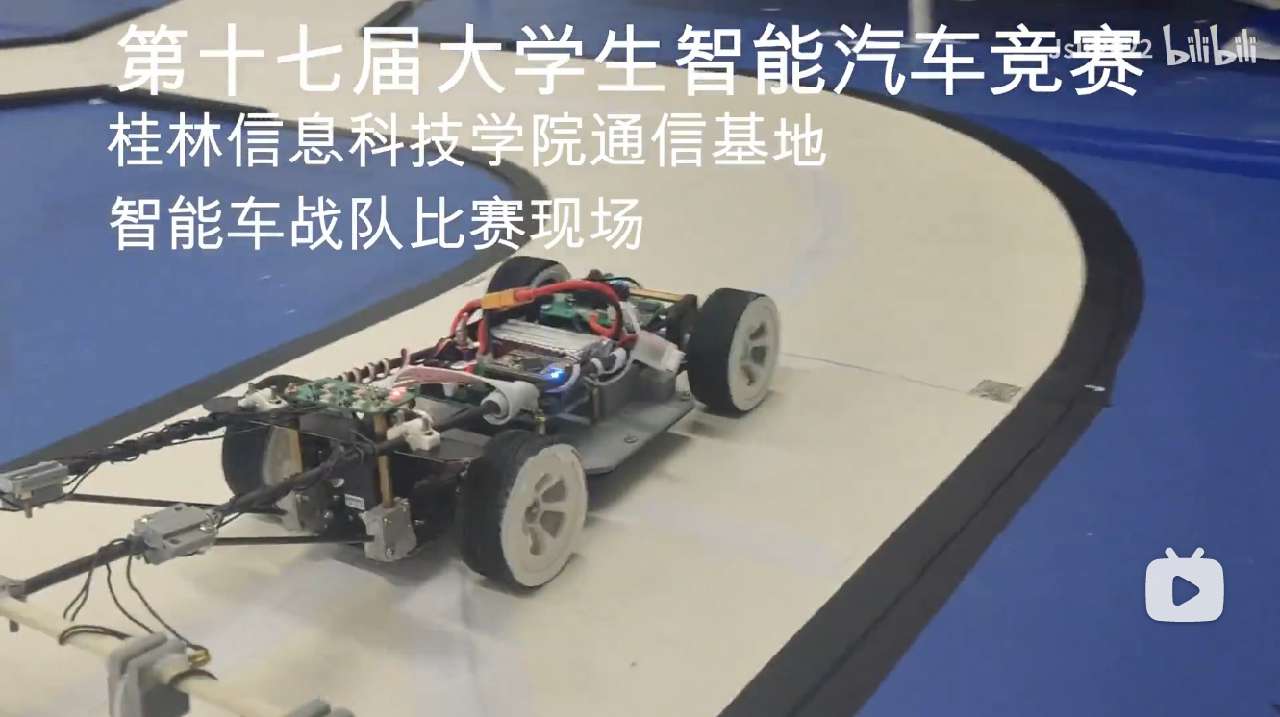 第十七届大学生智能汽车竞赛
bilibili
桂林信息科技学院通信基地
智能车战队比赛现场